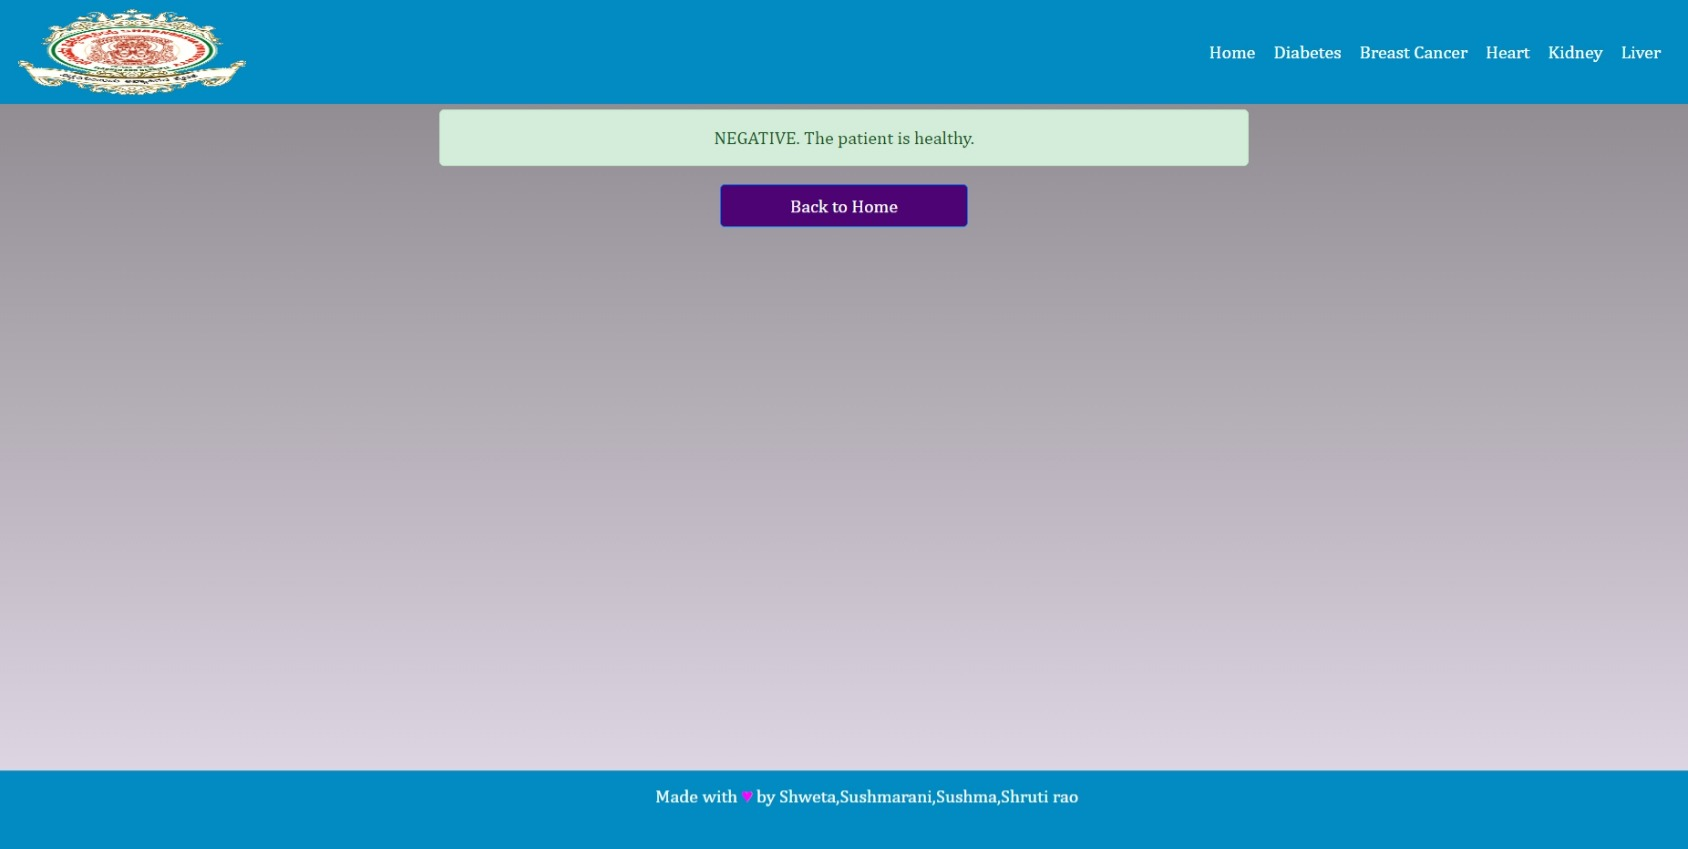 Home Diabetes Breast Cancer Heart Kidney Liver
NEGATIVE. The patient is healthy.
Back to Home
Made with ♥ by Shweta,Sushmarani,Sushma,Shruti rao